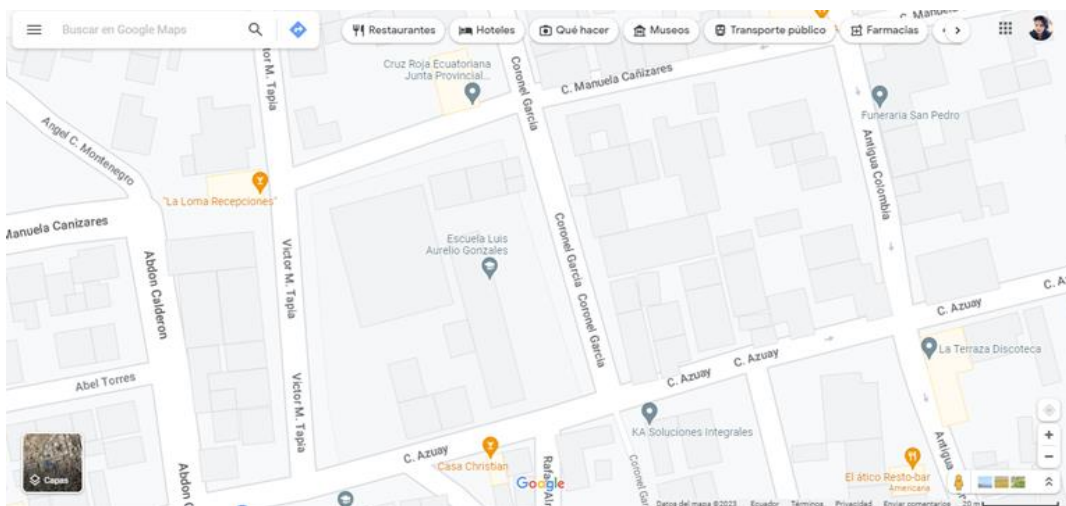 Buscar en Google Maps
Restaurantes
Hoteles
Qué hacer
Museos
Transporte público
Farmacias
Cruz Roja Ecuatoriana
Junta Provincial...
C. Manuela Cañizares
Coronel García
Victor M. Tapia
Funeraria San Pedro
Angel C. Montenegro
Antigua Colombia
"La Loma Recepciones"
Manuela Canizares
Escuela Luis
Aurelio Gonzales
Coronel García
Victor M. Tapia
Abdon Calderon
Coronel García
C. Azuay
La Terraza Discoteca
C. Azuay
C. Azuay
Abel Torres
Victor M. Tapia
KA Soluciones Integrales
C. Azuay
Casa Christian
Antigua
El ático Resto-bar
Americana
Capas
Google
Datos del mapa ©2023
Ecuador
Términos
Privacidad
Enviar comentarios
20 m